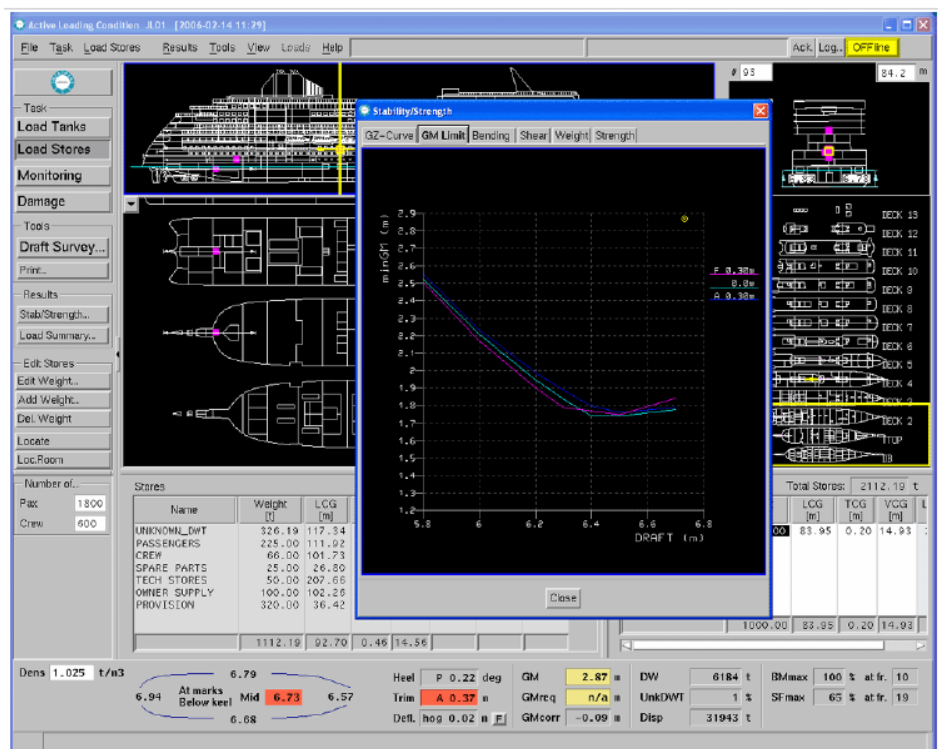 Active Loading Condition JL01 [2006-02-14 11:29]
File Task Load Stores Results Tools View Loads Help Ack. Log.. OFFline
# 93 84.2 m
Task
Load Tanks
Load Stores
Monitoring
Damage
Tools
Draft Survey...
Print..
Results
Stab/Strength...
Load Summary...
Edit Stores
Edit Weight..
Add Weight..
Del. Weight
Locate
Loc.Room
Number of..
Pax 1800
Crew 600
Stability/Strength
GZ-Curve GM Limit Bending Shear Weight Strength
minGM (m)
2.9
2.8
2.6
2.5
2.4
2.2
2.1
1.9
1.8
1.6
1.5
1.4
1.3
1.2
5.8 6 6.2 6.4 6.6 6.8
DRAFT (m)
F 0.30m
0.0m
A 0.30m
Close
DECK 13
DECK 12
DECK 11
DECK 10
DECK 9
DECK 8
DECK 7
DECK 6
DECK 5
DECK 4
DECK 3
DECK 2
TTOP
DB
Stores
Name Weight [t] LCG [m]
UNKNOWN_DWT 326.19 117.34
PASSENGERS 225.00 111.92
CREW 66.00 101.73
SPARE PARTS 25.00 26.80
TECH STORES 50.00 207.66
OWNER SUPPLY 100.00 102.26
PROVISION 320.00 36.42
1112.19 92.70 0.46 14.56
Total Stores: 2112.19 t
LCG [m] TCG [m] VCG [m] L
00 83.95 0.20 14.93
1000.00 83.95 0.20 14.93
Dens 1.025 t/m3
6.79
6.94 At marks Below keel Mid 6.73 6.57
6.68
Heel P 0.22 deg GM 2.87 m DW 6184 t BMmax 100 % at fr. 10
Trim A 0.37 m GMreq n/a m UnkDWT 1 % SFmax 65 % at fr. 19
Defl. hog 0.02 m F GMcorr -0.09 m Disp 31943 t